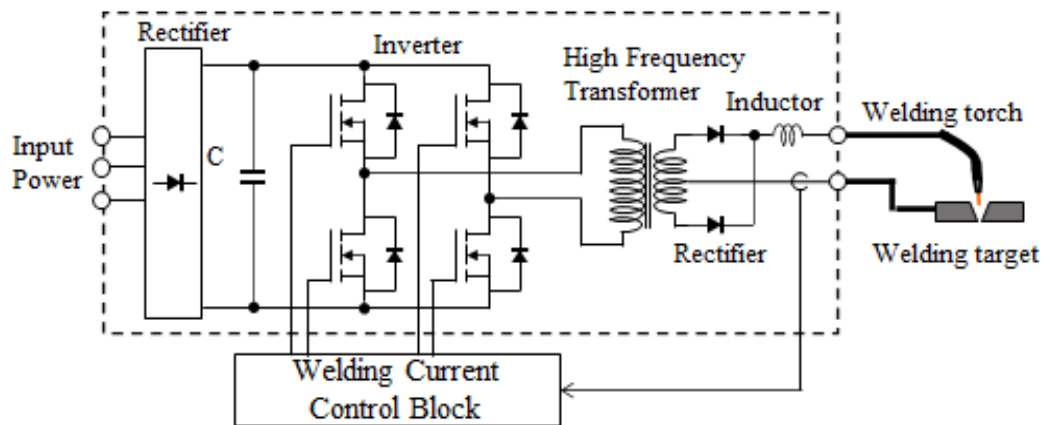 Rectifier
Inverter
High Frequency
Transformer
Inductor
Welding torch
Input
Power
C
Rectifier
Welding target
Welding Current
Control Block